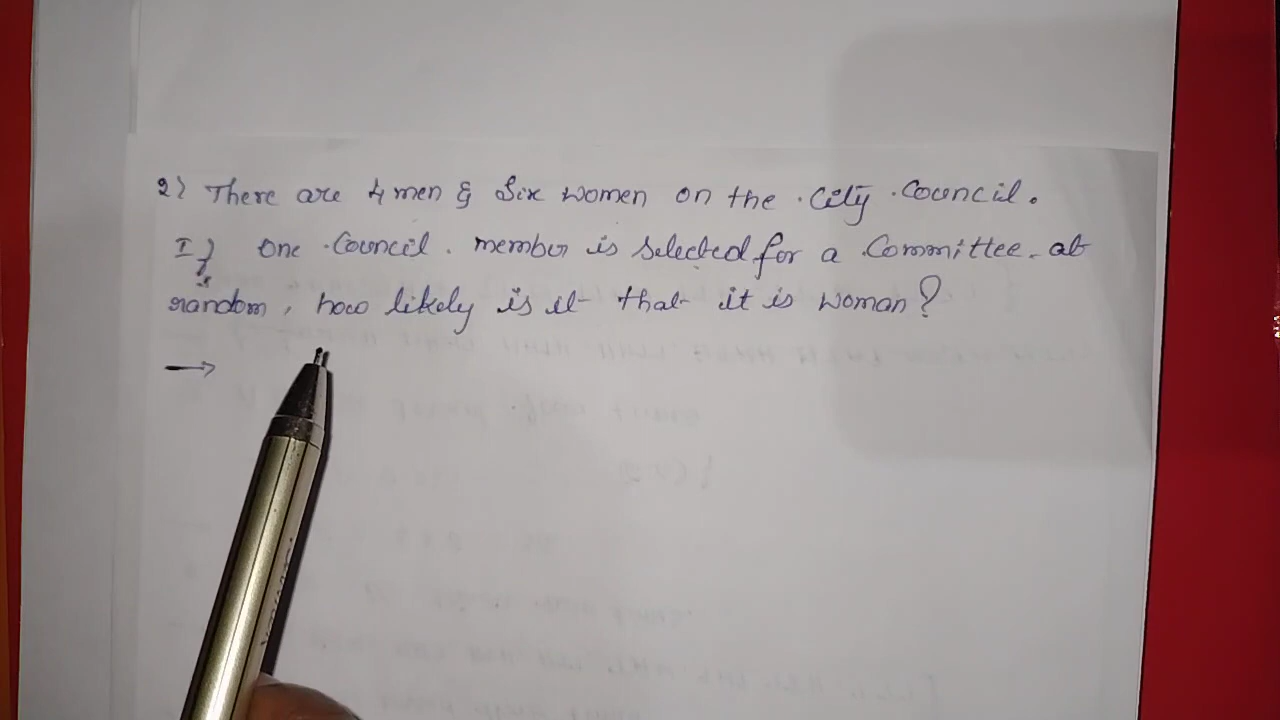 2) There are 4 men & Six women on the City Council.
If one Council member is selected for a Committee at
random, how likely is it that it is woman?
→